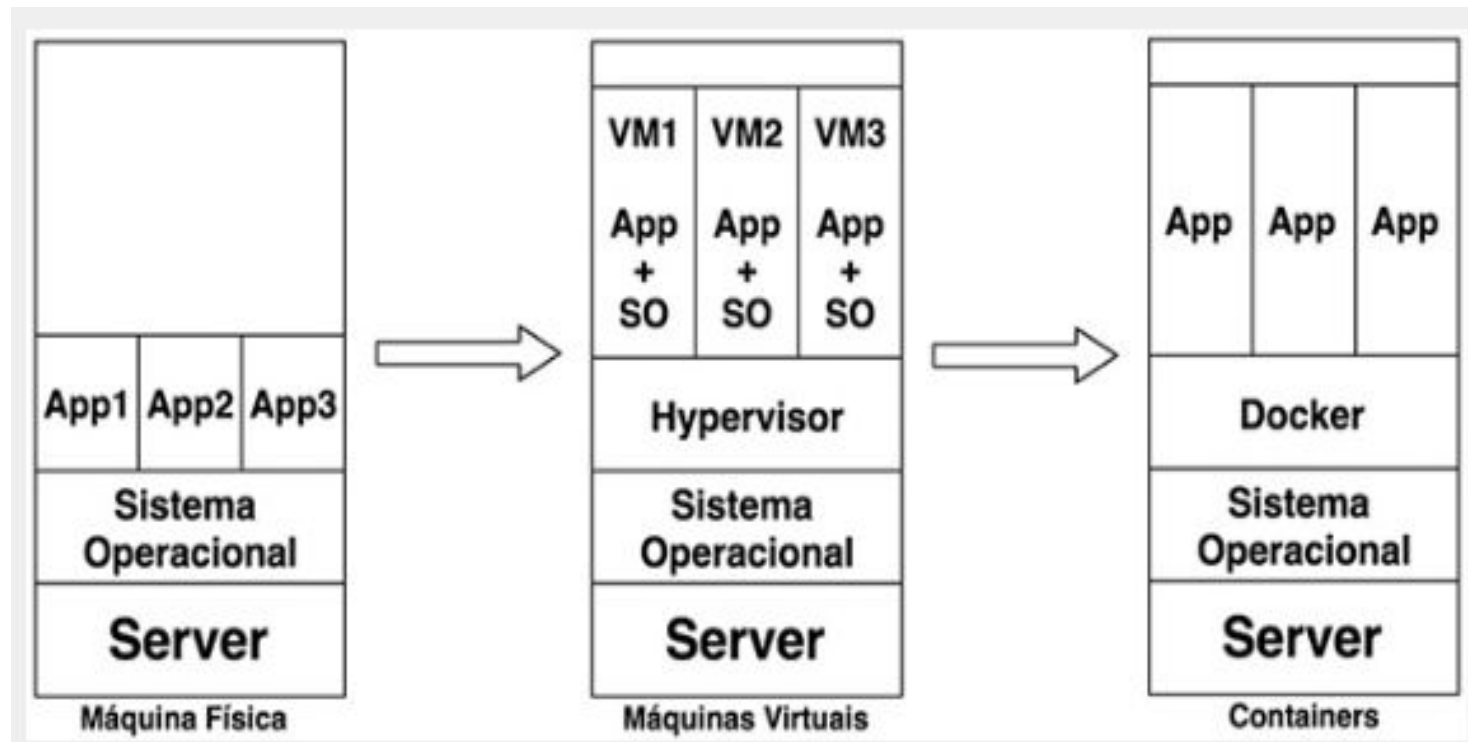 App1 App2 App3
Sistema
Operacional
Server
Máquina Física
VM1 VM2 VM3
App App App
+ + +
SO SO SO
Hypervisor
Sistema
Operacional
Server
Máquinas Virtuais
App App App
Docker
Sistema
Operacional
Server
Containers